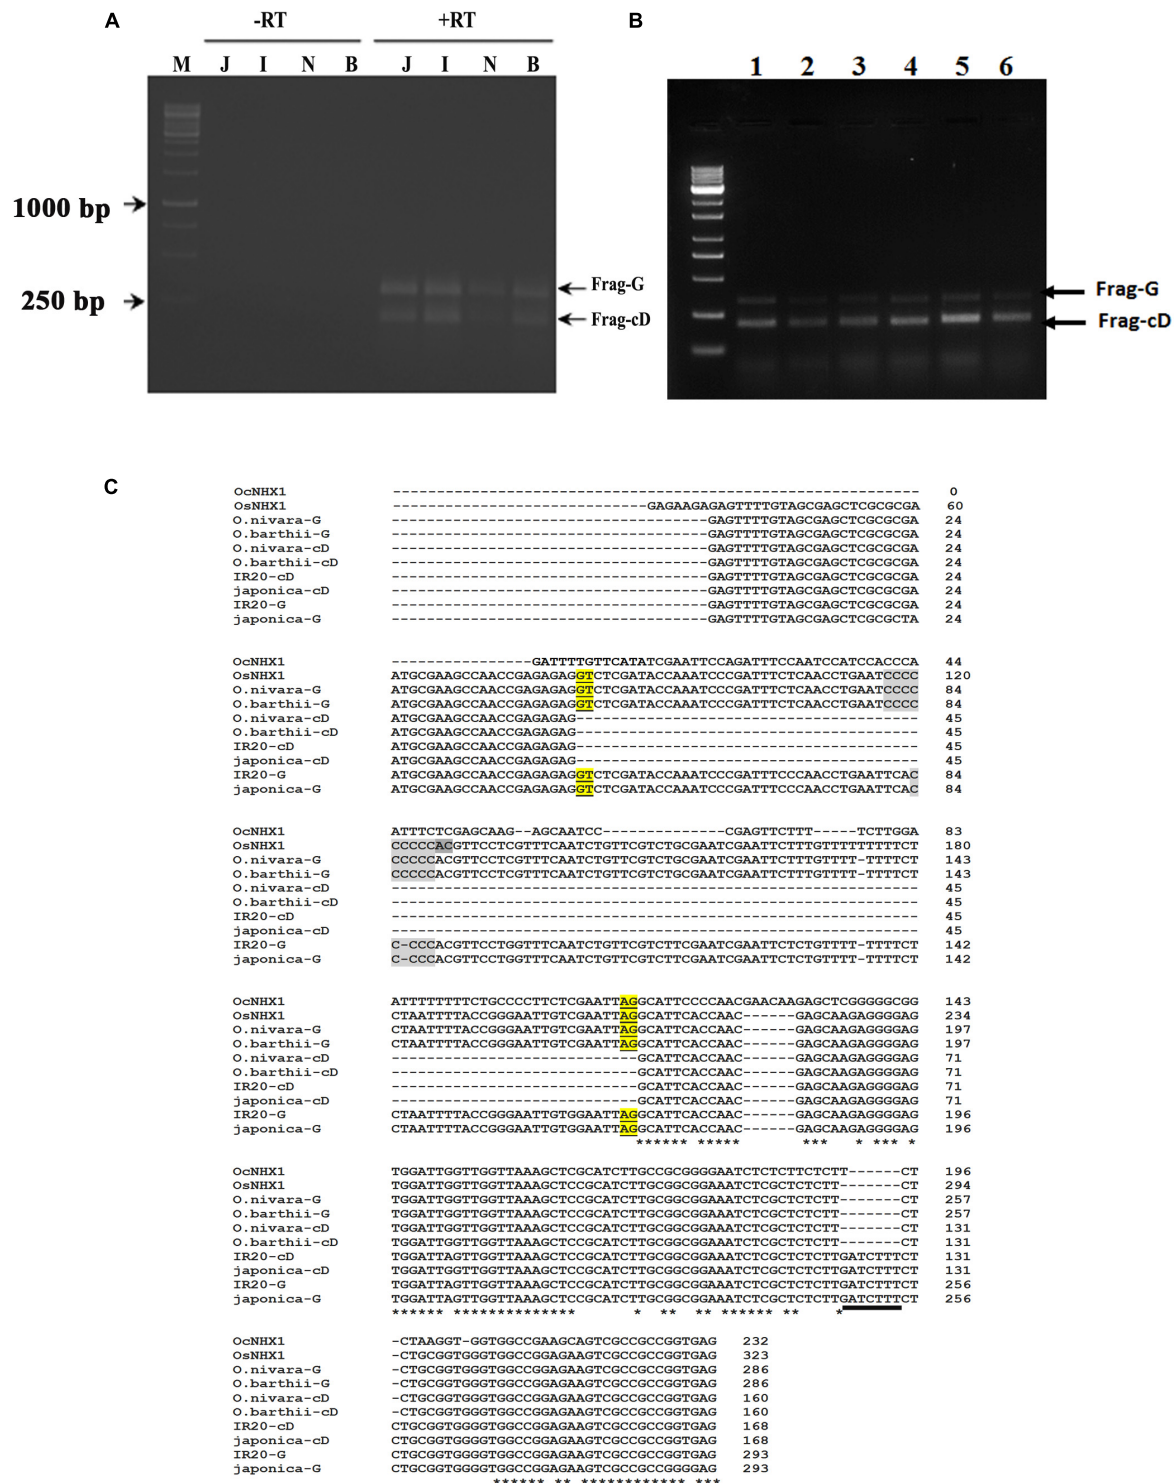 A
-RT
+RT
M J I N B J I N B
1000 bp
250 bp
Frag-G
Frag-cD
B
1 2 3 4 5 6
Frag-G
Frag-cD
C
OcNHX1 ------------------------------------------------------------ 0
OsNHX1 -----------------------------GAGAAGAGAGTTTTGTAGCGAGCTCGCGCGA 60
O.nivara-G ------------------------------------GAGTTTTGTAGCGAGCTCGCGCGA 24
O.barthii-G ------------------------------------GAGTTTTGTAGCGAGCTCGCGCGA 24
O.nivara-cD ------------------------------------GAGTTTTGTAGCGAGCTCGCGCGA 24
O.barthii-cD ------------------------------------GAGTTTTGTAGCGAGCTCGCGCGA 24
IR20-cD ------------------------------------GAGTTTTGTAGCGAGCTCGCGCGA 24
japonica-cD ------------------------------------GAGTTTTGTAGCGAGCTCGCGCGA 24
IR20-G ------------------------------------GAGTTTTGTAGCGAGCTCGCGCGA 24
japonica-G ------------------------------------GAGTTTTGTAGCGAGCTCGCGCTA 24
OcNHX1 ----------------GATTTTGTTCATATCGAATTCCAGATTTCCAATCCATCCACCCA 44
OsNHX1 ATGCGAAGCCAACCGAGAGAGGTCTCGATACCAAATCCCGATTTCTCAACCTGAATCCCC 120
O.nivara-G ATGCGAAGCCAACCGAGAGAGGTCTCGATACCAAATCCCGATTTCTCAACCTGAATCCCC 84
O.barthii-G ATGCGAAGCCAACCGAGAGAGGTCTCGATACCAAATCCCGATTTCTCAACCTGAATCCCC 84
O.nivara-cD ATGCGAAGCCAACCGAGAGAG--------------------------------------- 45
O.barthii-cD ATGCGAAGCCAACCGAGAGAG--------------------------------------- 45
IR20-cD ATGCGAAGCCAACCGAGAGAG--------------------------------------- 45
japonica-cD ATGCGAAGCCAACCGAGAGAG--------------------------------------- 45
IR20-G ATGCGAAGCCAACCGAGAGAGGTCTCGATACCAAATCCCGATTTCCCAACCTGAATTCAC 84
japonica-G ATGCGAAGCCAACCGAGAGAGGTCTCGATACCAAATCCCGATTTCCCAACCTGAATTCAC 84
OcNHX1 ATTTCTCGAGCAAG--AGCAATCC--------------CGAGTTCTTT-----TCTTGGA 83
OsNHX1 CCCCCACGTTCCTCGTTTCAATCTGTTCGTCTGCGAATCGAATTCTTTGTTTTTTTTTCT 180
O.nivara-G CCCCCACGTTCCTCGTTTCAATCTGTTCGTCTGCGAATCGAATTCTTTGTTTT-TTTTCT 143
O.barthii-G CCCCCACGTTCCTCGTTTCAATCTGTTCGTCTGCGAATCGAATTCTTTGTTTT-TTTTCT 143
O.nivara-cD ------------------------------------------------------------ 45
O.barthii-cD ------------------------------------------------------------ 45
IR20-cD ------------------------------------------------------------ 45
japonica-cD ------------------------------------------------------------ 45
IR20-G C-CCCACGTTCCTGGTTTCAATCTGTTCGTCTTCGAATCGAATTCTCTGTTTT-TTTTCT 142
japonica-G C-CCCACGTTCCTGGTTTCAATCTGTTCGTCTTCGAATCGAATTCTCTGTTTT-TTTTCT 142
OcNHX1 ATTTTTTTTCTGCCCCTTCTCGAATTAGGCATTCCCCAACGAACAAGAGCTCGGGGGCGG 143
OsNHX1 CTAATTTTACCGGGAATTGTCGAATTAGGCATTCACCAAC------GAGCAAGAGGGGAG 234
O.nivara-G CTAATTTTACCGGGAATTGTCGAATTAGGCATTCACCAAC------GAGCAAGAGGGGAG 197
O.barthii-G CTAATTTTACCGGGAATTGTCGAATTAGGCATTCACCAAC------GAGCAAGAGGGGAG 197
O.nivara-cD ----------------------------GCATTCACCAAC------GAGCAAGAGGGGAG 71
O.barthii-cD ----------------------------GCATTCACCAAC------GAGCAAGAGGGGAG 71
IR20-cD ----------------------------GCATTCACCAAC------GAGCAAGAGGGGAG 71
japonica-cD ----------------------------GCATTCACCAAC------GAGCAAGAGGGGAG 71
IR20-G CTAATTTTACCGGGAATTGTGGAATTAGGCATTCACCAAC------GAGCAAGAGGGGAG 196
japonica-G CTAATTTTACCGGGAATTGTGGAATTAGGCATTCACCAAC------GAGCAAGAGGGGAG 196
****** ***** *** * *** *
OcNHX1 TGGATTGGTTGGTTAAAGCTCGCATCTTGCCGCGGGGAATCTCTCTTCTCTT------CT 196
OsNHX1 TGGATTGGTTGGTTAAAGCTCCGCATCTTGCGGCGGAAATCTCGCTCTCTT-------CT 294
O.nivara-G TGGATTGGTTGGTTAAAGCTCCGCATCTTGCGGCGGAAATCTCGCTCTCTT-------CT 257
O.barthii-G TGGATTGGTTGGTTAAAGCTCCGCATCTTGCGGCGGAAATCTCGCTCTCTT-------CT 257
O.nivara-cD TGGATTGGTTGGTTAAAGCTCCGCATCTTGCGGCGGAAATCTCGCTCTCTT-------CT 131
O.barthii-cD TGGATTGGTTGGTTAAAGCTCCGCATCTTGCGGCGGAAATCTCGCTCTCTT-------CT 131
IR20-cD TGGATTAGTTGGTTAAAGCTCCGCATCTTGCGGCGGAAATCTCGCTCTCTTGATCTTTCT 131
japonica-cD TGGATTGGTTGGTTAAAGCTCCGCATCTTGCGGCGGAAATCTCGCTCTCTTGATCTTTCT 131
IR20-G TGGATTAGTTGGTTAAAGCTCCGCATCTTGCGGCGGAAATCTCGCTCTCTTGATCTTTCT 256
japonica-G TGGATTAGTTGGTTAAAGCTCCGCATCTTGCGGCGGAAATCTCGCTCTCTTGATCTTTCT 256
****** ************** * ** ** ****** ** *
OcNHX1 -CTAAGGT-GGTGGCCGAAGCAGTCGCCGCCGGTGAG 232
OsNHX1 -CTGCGGTGGGTGGCCGGAGAAGTCGCCGCCGGTGAG 323
O.nivara-G -CTGCGGTGGGTGGCCGGAGAAGTCGCCGCCGGTGAG 286
O.barthii-G -CTGCGGTGGGTGGCCGGAGAAGTCGCCGCCGGTGAG 286
O.nivara-cD -CTGCGGTGGGTGGCCGGAGAAGTCGCCGCCGGTGAG 160
O.barthii-cD -CTGCGGTGGGTGGCCGGAGAAGTCGCCGCCGGTGAG 160
IR20-cD CTGCGGTGGGGTGGCCGGAGAAGTCGCCGCCGGTGAG 168
japonica-cD CTGCGGTGGGGTGGCCGGAGAAGTCGCCGCCGGTGAG 168
IR20-G CTGCGGTGGGGTGGCCGGAGAAGTCGCCGCCGGTGAG 293
japonica-G CTGCGGTGGGGTGGCCGGAGAAGTCGCCGCCGGGGAG 293
****** ** ************ ***